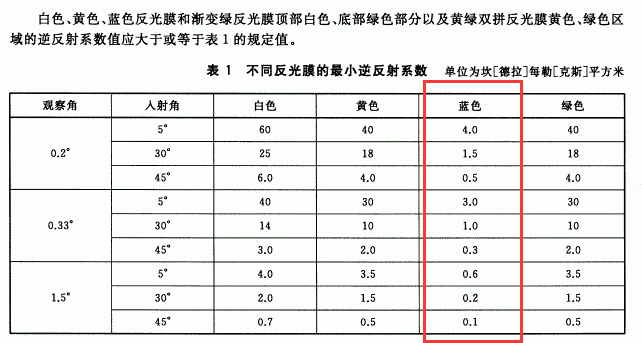 白色、黄色、蓝色反光膜和渐变绿反光膜顶部白色、底部绿色部分以及黄绿双拼反光膜黄色、绿色区
域的逆反射系数值应大于或等于表1的规定值。
表1 不同反光膜的最小逆反射系数 单位为坎[德拉]每勒[克斯]平方米
观察角 入射角 白色 黄色 蓝色 绿色
0.2° 5° 60 40 4.0 40
30° 25 18 1.5 18
45° 6.0 4.0 0.5 4.0
0.33° 5° 40 30 3.0 30
30° 14 10 1.0 10
45° 3.0 2.0 0.3 2.0
1.5° 5° 4.0 3.5 0.6 3.5
30° 2.0 1.5 0.2 1.5
45° 0.7 0.5 0.1 0.5